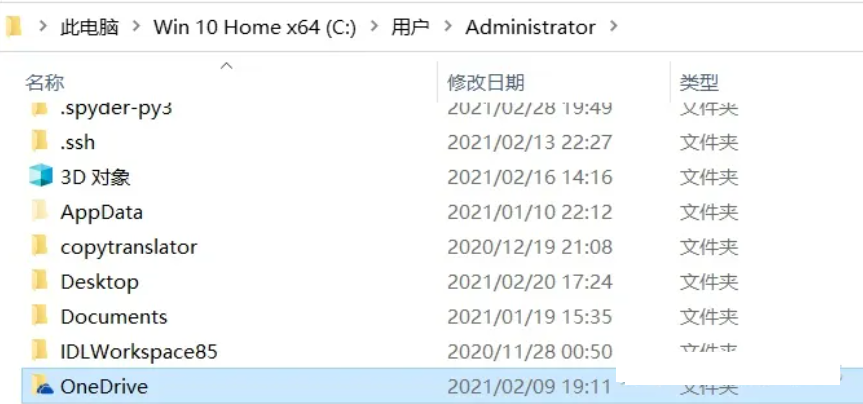 此电脑 > Win 10 Home x64 (C:) > 用户 > Administrator >
名称 修改日期 类型
.spyder-py3 2021/02/28 19:49 文件夹
.ssh 2021/02/13 22:27 文件夹
3D 对象 2021/02/16 14:16 文件夹
AppData 2021/01/10 22:12 文件夹
copytranslator 2020/12/19 21:08 文件夹
Desktop 2021/02/20 17:24 文件夹
Documents 2021/01/19 15:35 文件夹
IDLWorkspace85 2020/11/28 00:50 文件夹
OneDrive 2021/02/09 19:11 文件夹